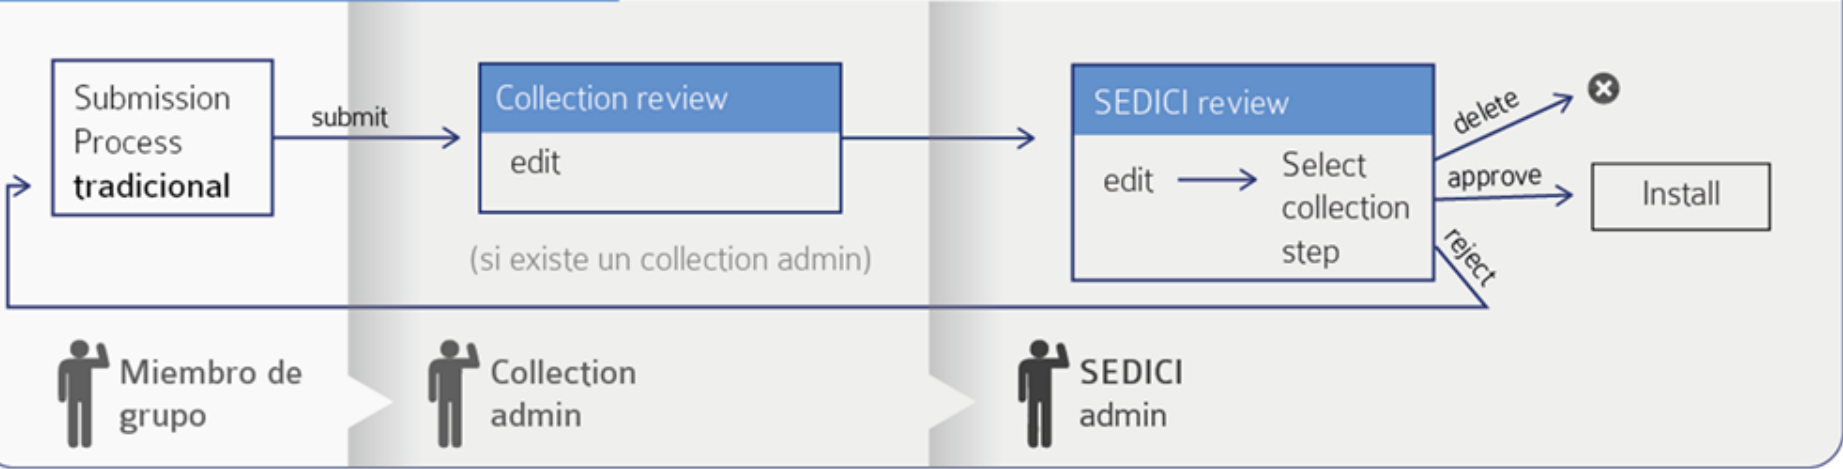 Submission
Process
tradicional
submit
Collection review
edit
(si existe un collection admin)
SEDICI review
edit
Select
collection
step
delete
approve
reject
Install
Miembro de
grupo
Collection
admin
SEDICI
admin